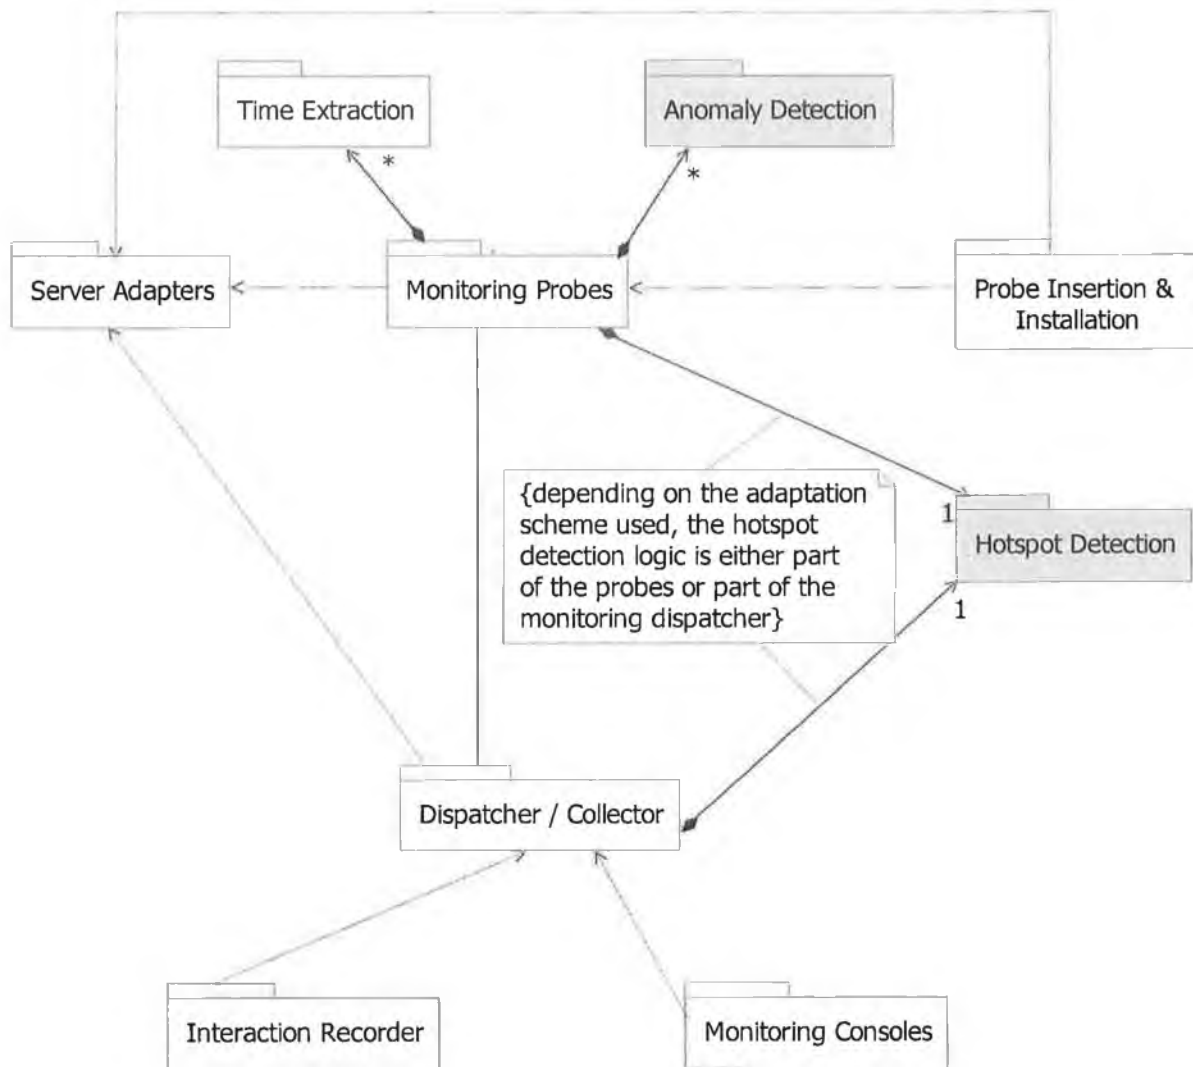 Time Extraction
Anomaly Detection
*
*
Server Adapters
Monitoring Probes
Probe Insertion &
Installation
{depending on the adaptation
scheme used, the hotspot
detection logic is either part
of the probes or part of the
monitoring dispatcher}
1
Hotspot Detection
1
Dispatcher / Collector
Interaction Recorder
Monitoring Consoles